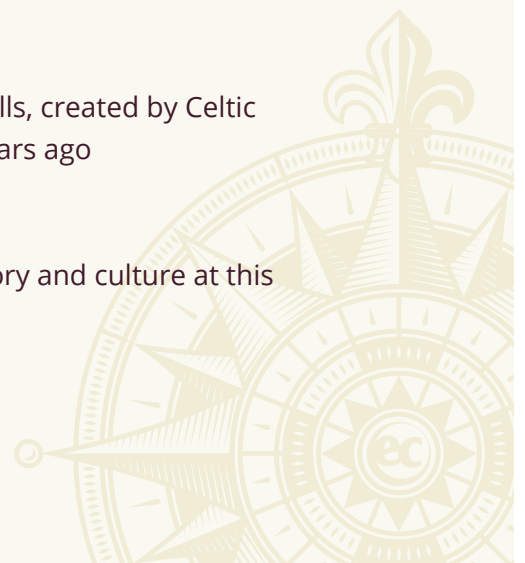 lls, created by Celtic
ars ago
ory and culture at this
ec